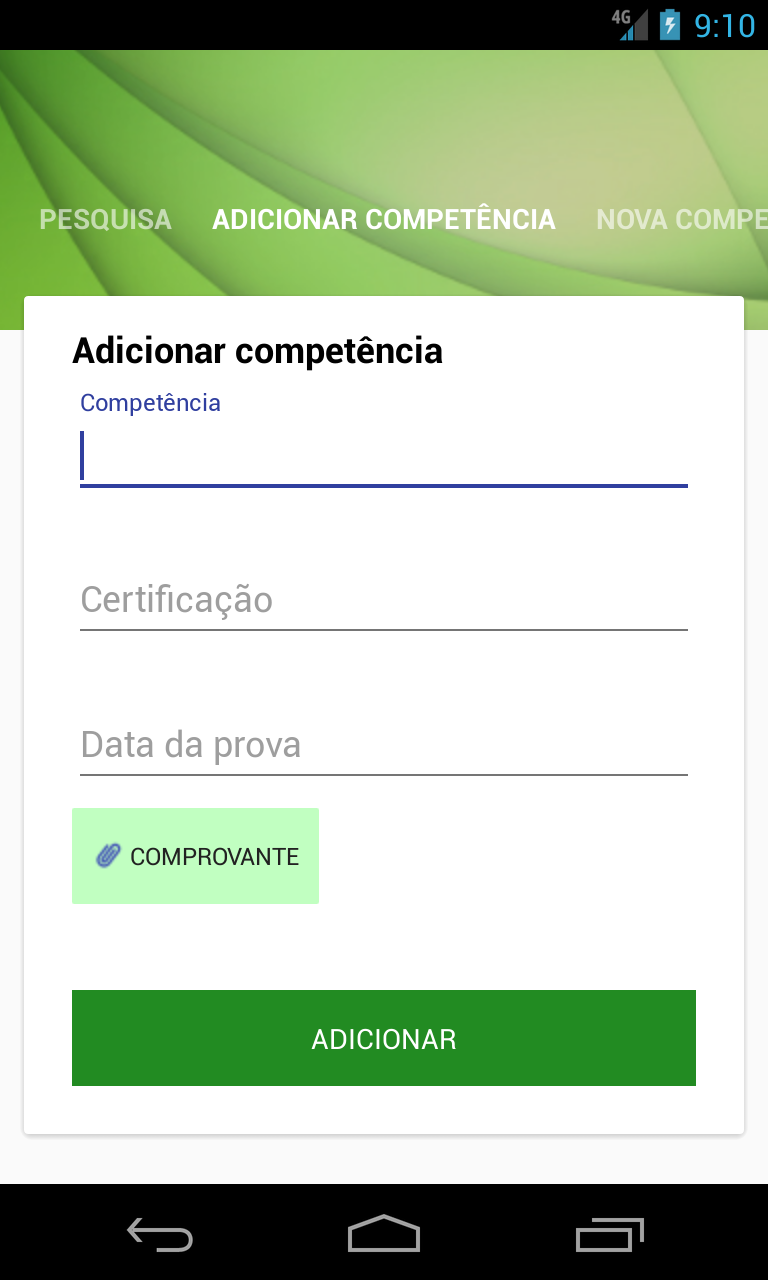 4G 9:10
PESQUISA ADICIONAR COMPETÊNCIA NOVA COMPE
Adicionar competência
Competência
Certificação
Data da prova
COMPROVANTE
ADICIONAR